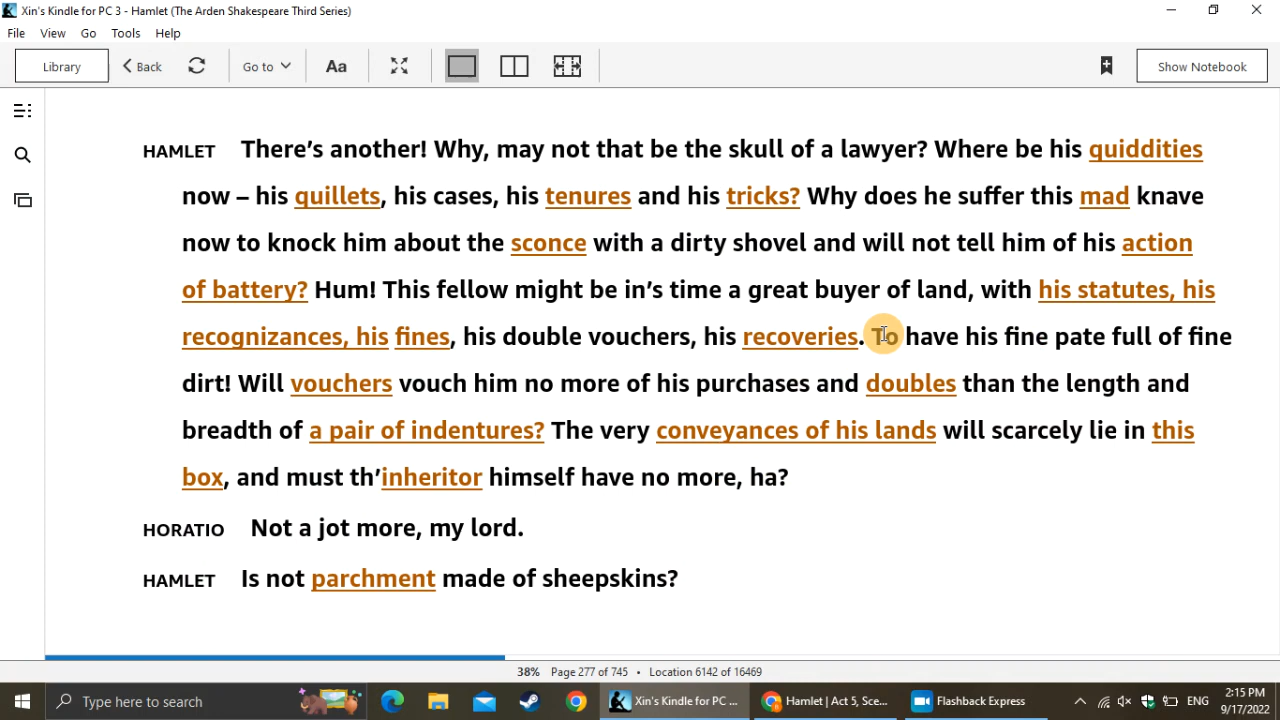 Xin's Kindle for PC 3 - Hamlet (The Arden Shakespeare Third Series)
File View Go Tools Help
Library Back Go to Aa Show Notebook
HAMLET There’s another! Why, may not that be the skull of a lawyer? Where be his quiddities
now – his quillets, his cases, his tenures and his tricks? Why does he suffer this mad knave
now to knock him about the sconce with a dirty shovel and will not tell him of his action
of battery? Hum! This fellow might be in’s time a great buyer of land, with his statutes, his
recognizances, his fines, his double vouchers, his recoveries. To have his fine pate full of fine
dirt! Will vouchers vouch him no more of his purchases and doubles than the length and
breadth of a pair of indentures? The very conveyances of his lands will scarcely lie in this
box, and must th’inheritor himself have no more, ha?
HORATIO Not a jot more, my lord.
HAMLET Is not parchment made of sheepskins?
38% Page 277 of 745 • Location 6142 of 16469
Type here to search Xin's Kindle for PC ... Hamlet | Act 5, Sce... Flashback Express ENG 2:15 PM
9/17/2022